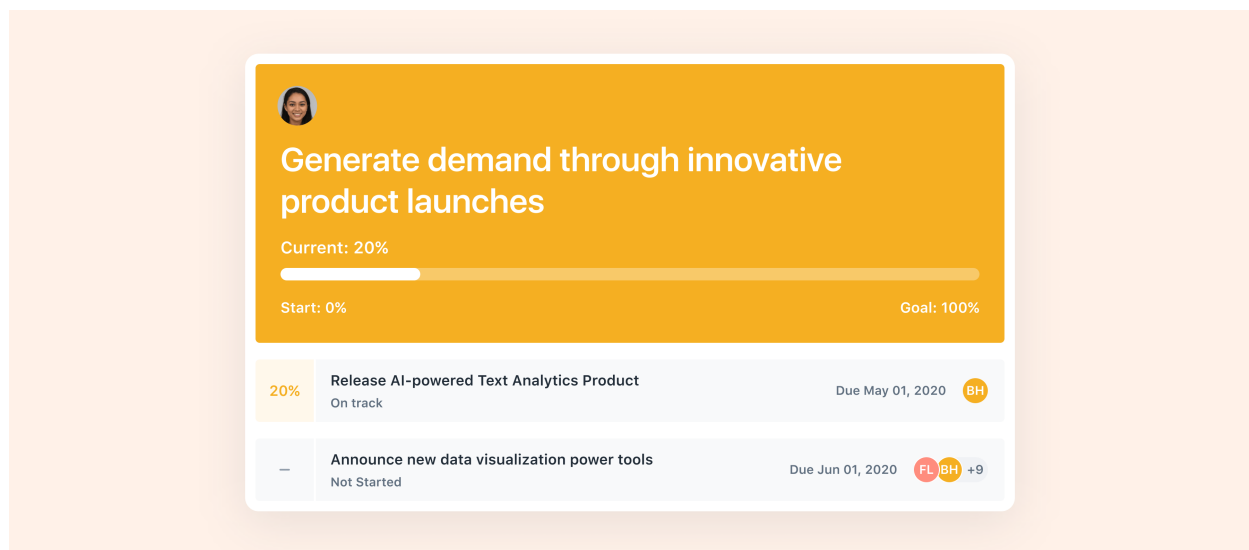 Generate demand through innovative
product launches
Current: 20%
Start: 0% Goal: 100%
20% Release AI-powered Text Analytics Product Due May 01, 2020 BH
On track
– Announce new data visualization power tools Due Jun 01, 2020 FL BH +9
Not Started